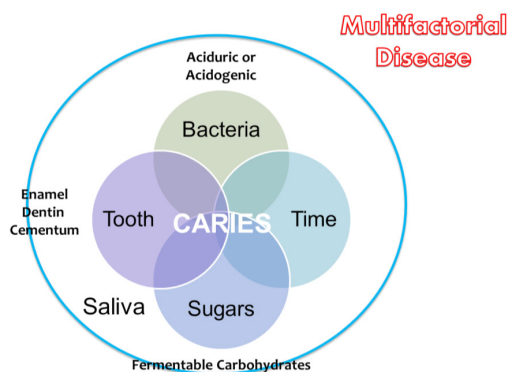 Multifactorial
Disease
Aciduric or
Acidogenic
Bacteria
Enamel
Dentin
Cementum
Tooth
CARIES
Time
Saliva
Sugars
Fermentable Carbohydrates